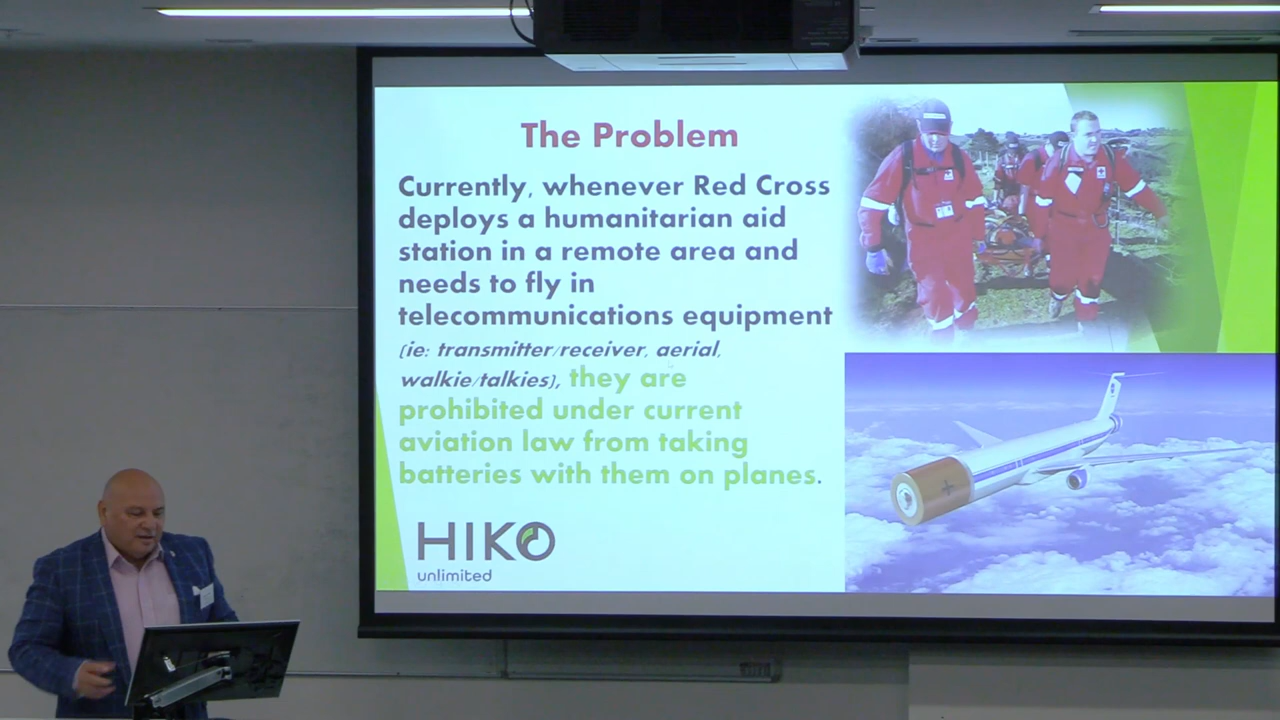 The Problem
Currently, whenever Red Cross
deploys a humanitarian aid
station in a remote area and
needs to fly in
telecommunications equipment
(ie: transmitter/receiver, aerial,
walkie/talkies), they are
prohibited under current
aviation law from taking
batteries with them on planes.
HIKO
unlimited